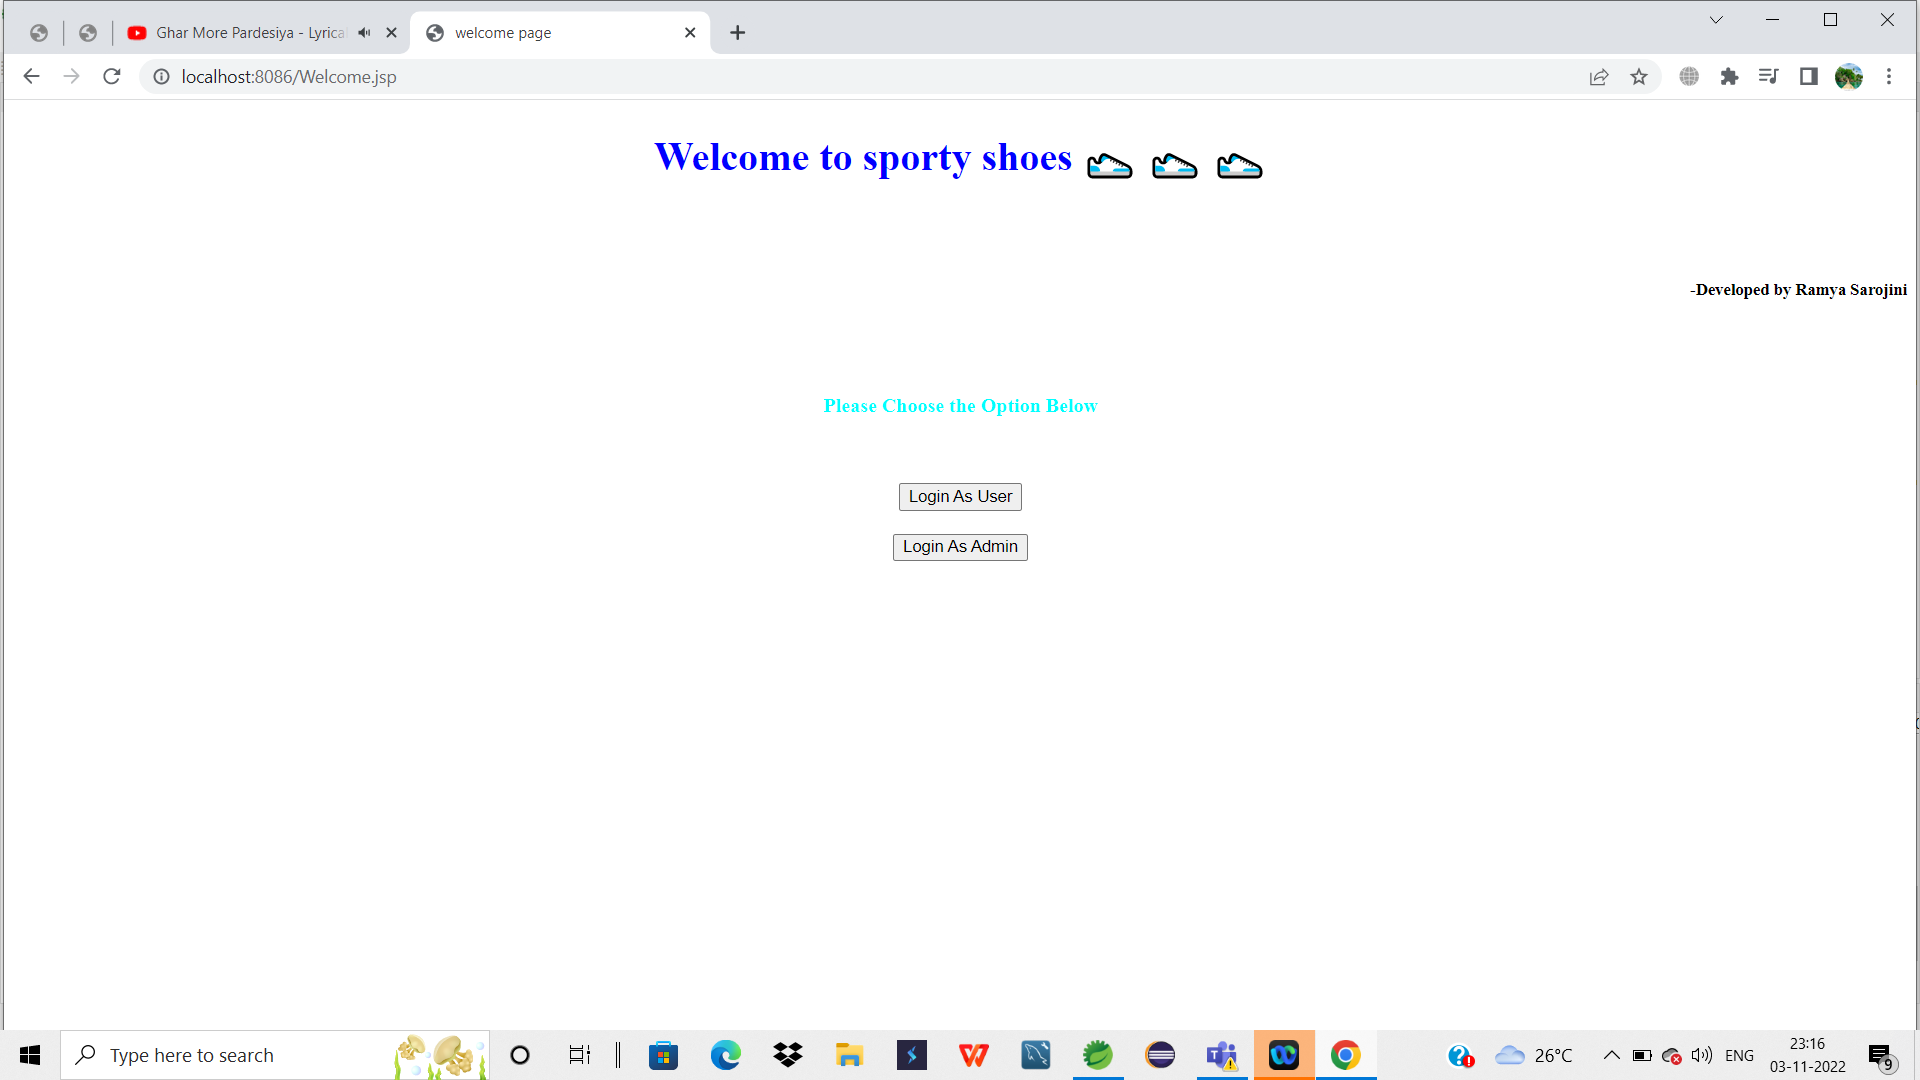 Ghar More Pardesiya - Lyrica
welcome page
localhost:8086/Welcome.jsp
Welcome to sporty shoes
-Developed by Ramya Sarojini
Please Choose the Option Below
Login As User
Login As Admin
Type here to search
26°C
ENG
23:16
03-11-2022
9